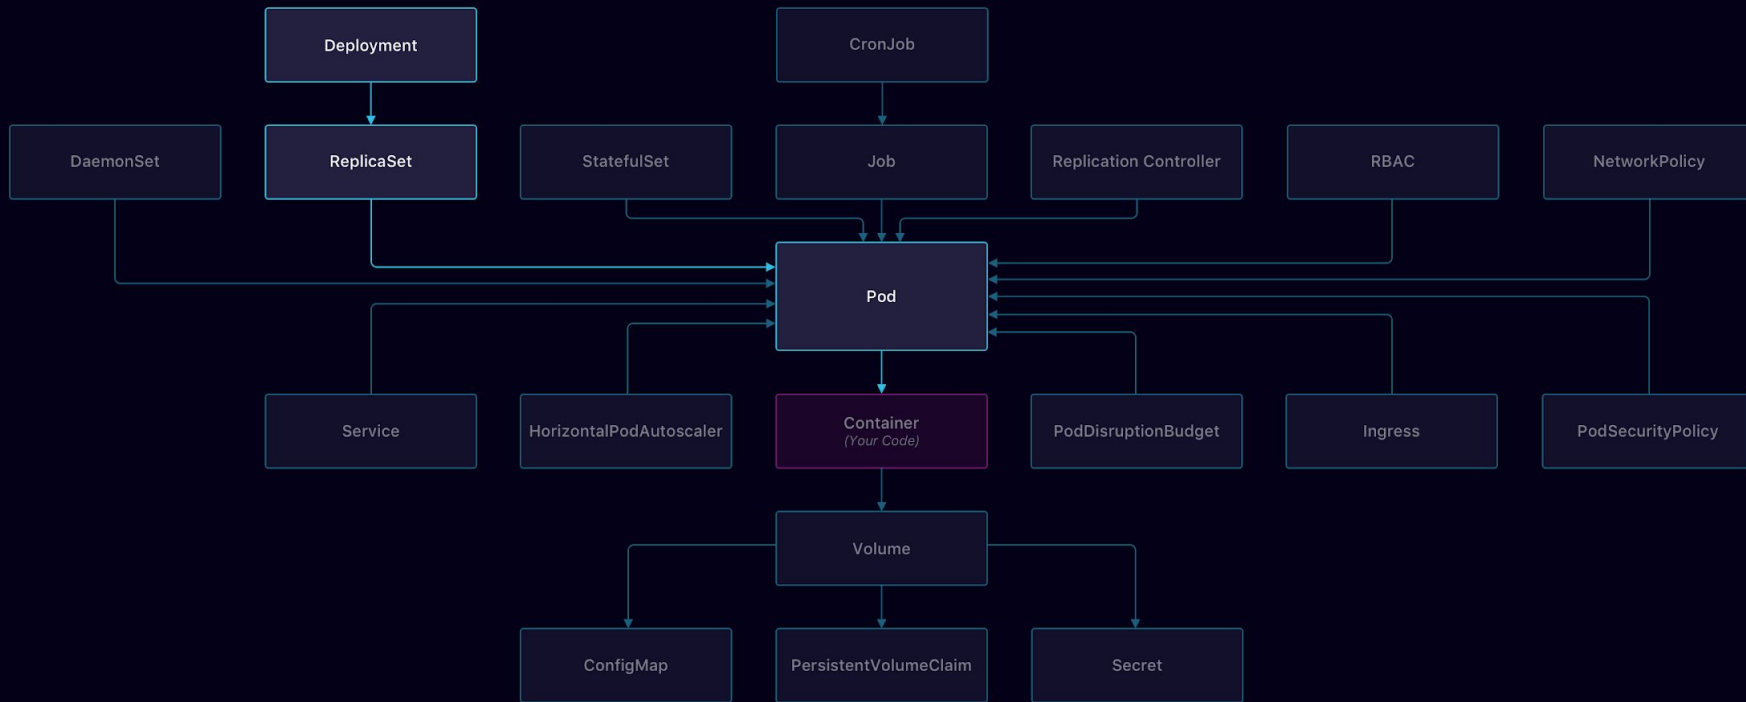 Deployment
CronJob
DaemonSet
ReplicaSet
StatefulSet
Job
Replication Controller
RBAC
NetworkPolicy
Pod
Service
HorizontalPodAutoscaler
Container
(Your Code)
PodDisruptionBudget
Ingress
PodSecurityPolicy
Volume
ConfigMap
PersistentVolumeClaim
Secret